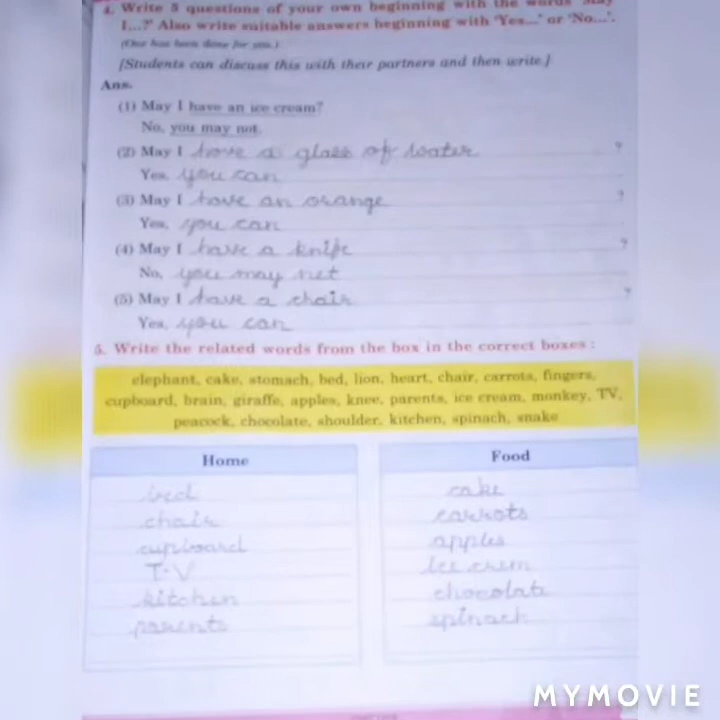 4. Write 5 questions of your own beginning with the words 'May
I...?' Also write suitable answers beginning with 'Yes...' or 'No...'.
(One has been done for you.)
[Students can discuss this with their partners and then write.]
Ans.
(1) May I have an ice cream?
No, you may not.
(2) May I have a glass of water ?
Yes, you can
(3) May I have an orange ?
Yes, you can
(4) May I have a knife ?
No, you may not
(5) May I have a chair ?
Yes, you can
5. Write the related words from the box in the correct boxes :
elephant, cake, stomach, bed, lion, heart, chair, carrots, fingers,
cupboard, brain, giraffe, apples, knee, parents, ice cream, monkey, TV,
peacock, chocolate, shoulder, kitchen, spinach, snake
Home
bed
chair
cupboard
T.V
kitchen
parents
Food
cake
carrots
apples
Ice crem
chocolate
spinach
MYMOVIE